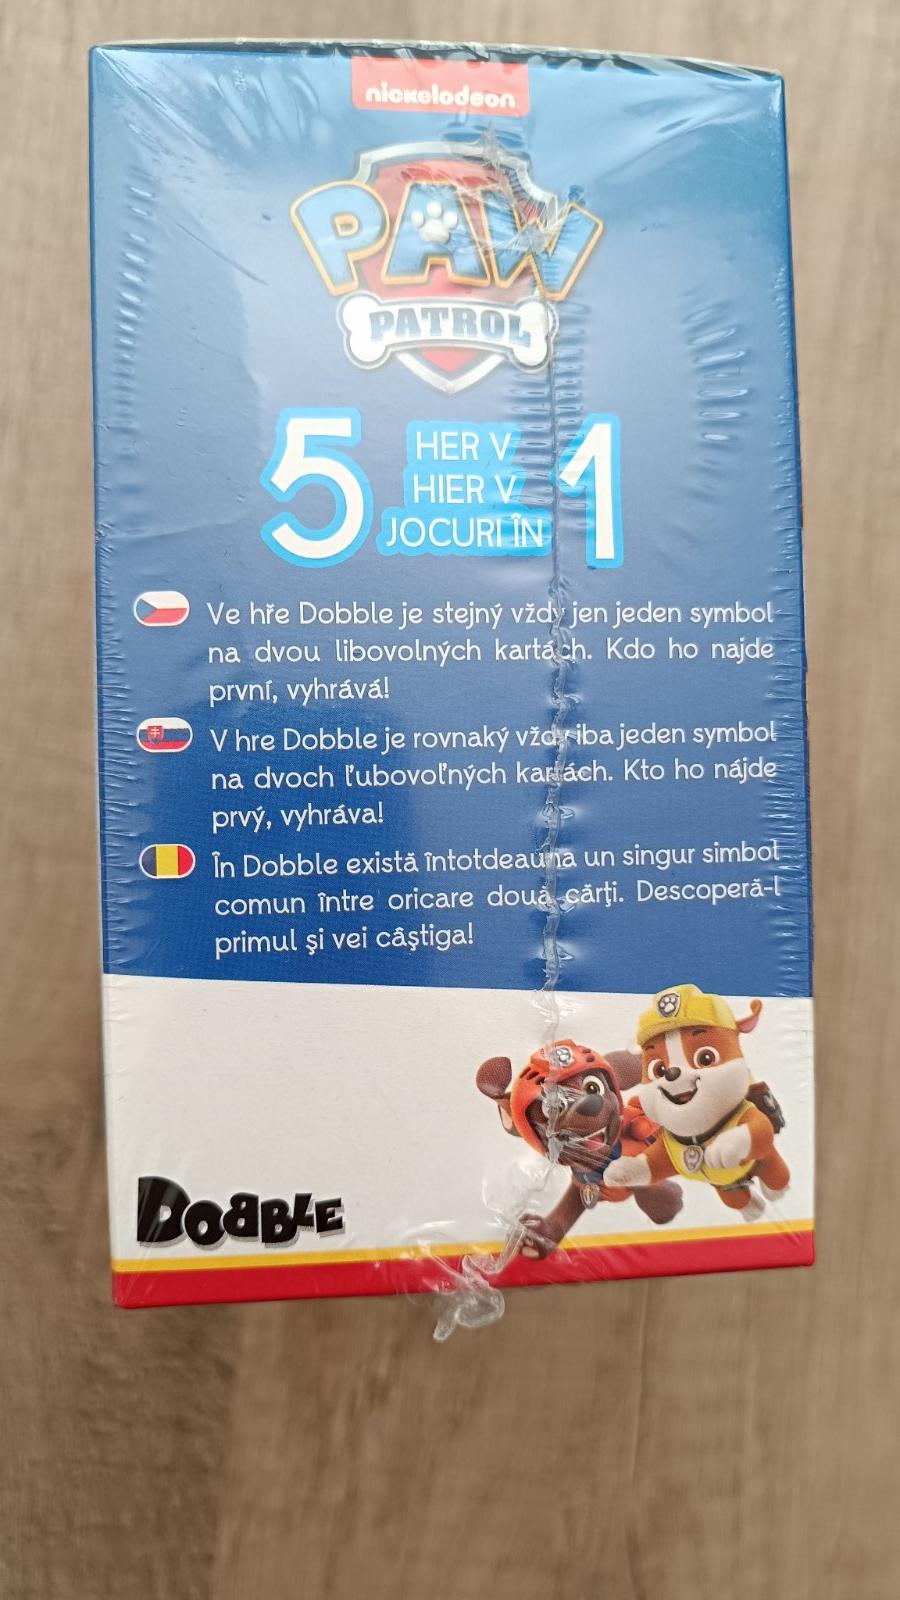 nickelodeon
PAW
PATROL
5 HER V 1
HIER V
JOCURI ÎN
Ve hře Dobble je stejný vždy jen jeden symbol
na dvou libovolných kartách. Kdo ho najde
první, vyhrává!
V hre Dobble je rovnaký vždy iba jeden symbol
na dvoch ľubovoľných kartách. Kto ho nájde
prvý, vyhráva!
În Dobble există întotdeauna un singur simbol
comun între oricare două cărţi. Descoperă-l
primul şi vei câştiga!
DOBBLE